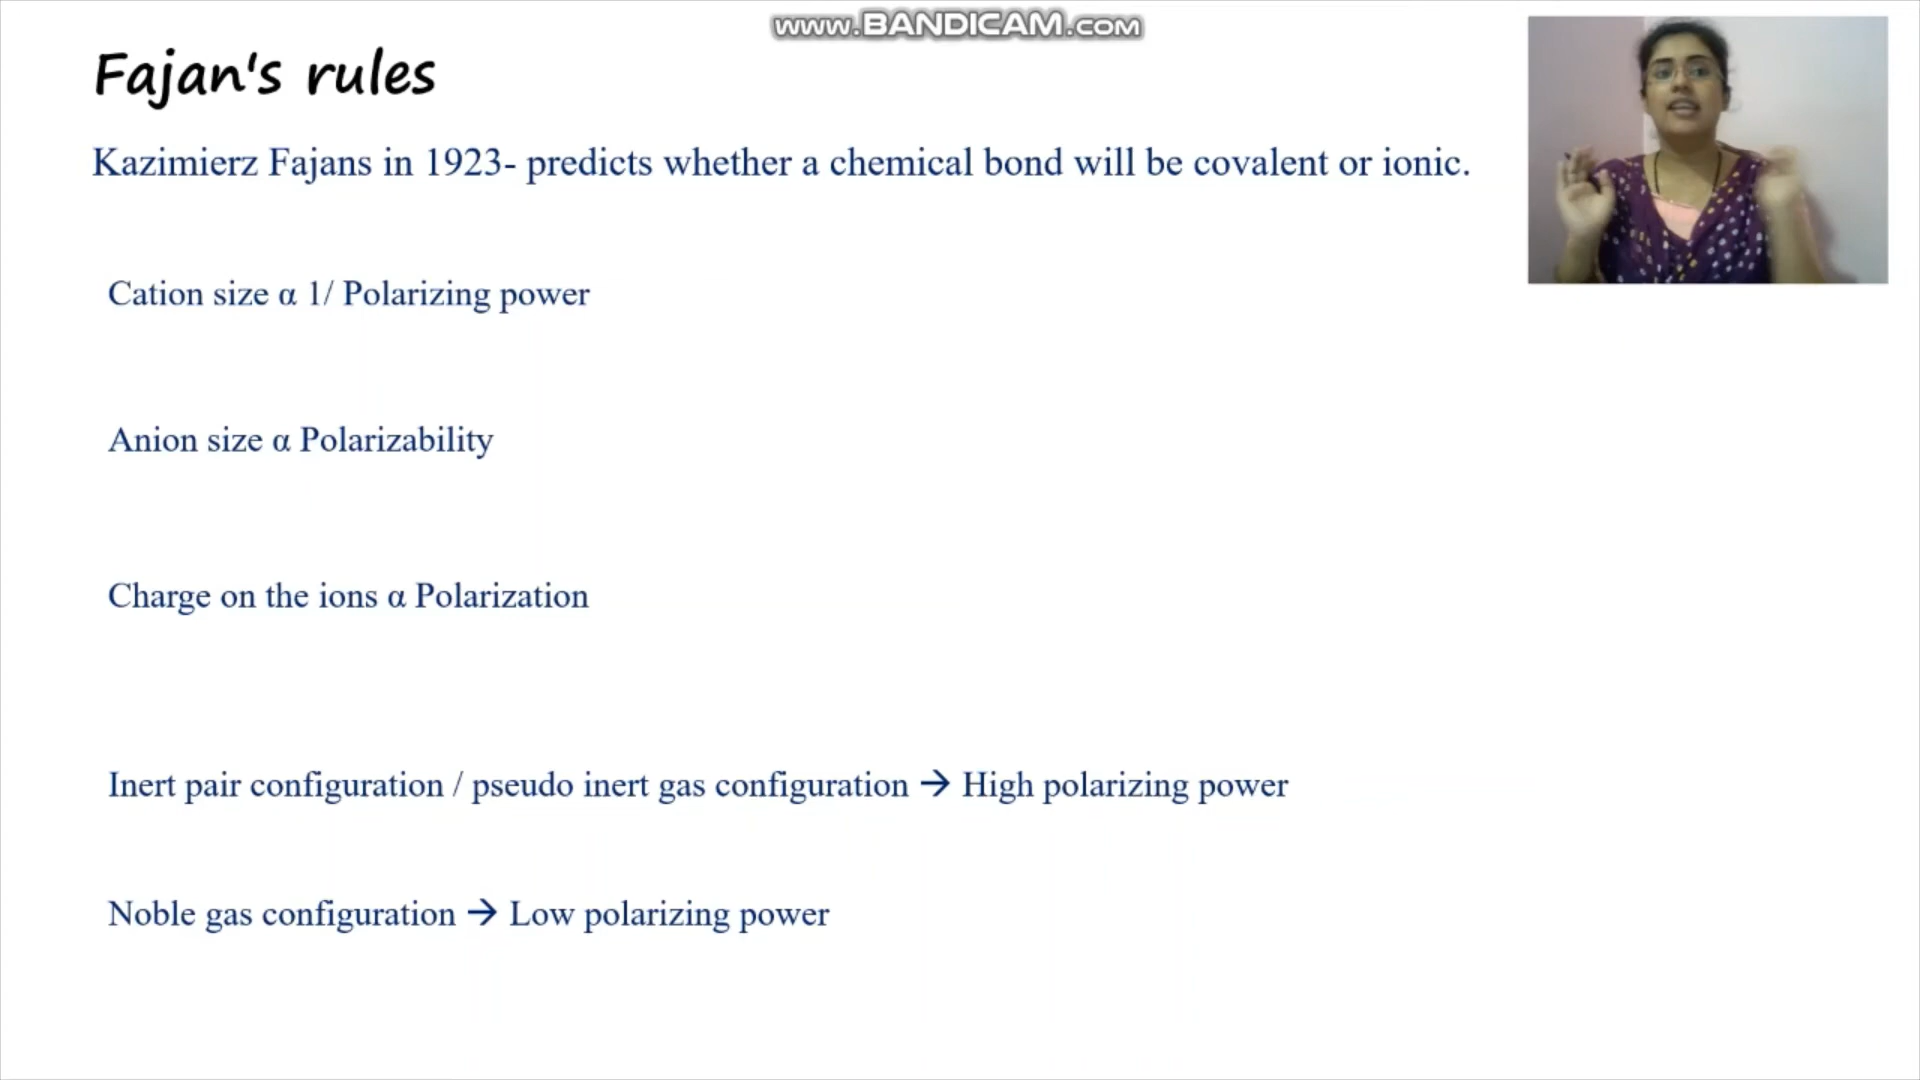 www.BANDICAM.com
Fajan's rules
Kazimierz Fajans in 1923- predicts whether a chemical bond will be covalent or ionic.
Cation size α 1/ Polarizing power
Anion size α Polarizability
Charge on the ions α Polarization
Inert pair configuration / pseudo inert gas configuration → High polarizing power
Noble gas configuration → Low polarizing power